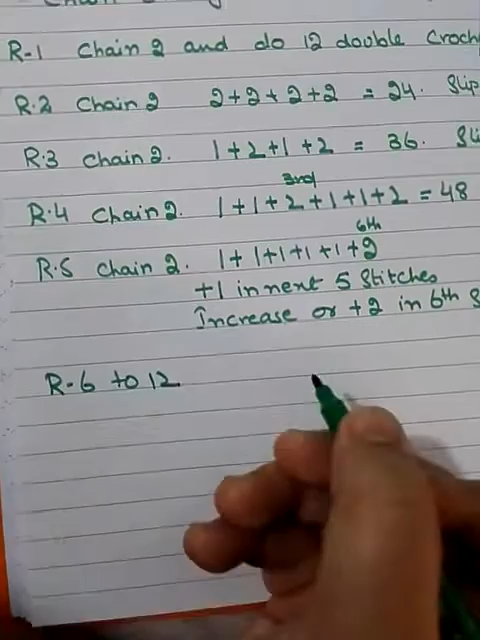 R-1 Chain 2 and do 12 double Croch
R.2 Chain 2 2+2+2+2 = 24. Slip
R.3 Chain 2. 1+2+1+2 = 36. Sli
3rd
R.4 Chain 2. 1+1+2+1+1+2 = 48
6th
R.5 Chain 2. 1+1+1+1+1+2
+1 in next 5 Stitches
Increase or +2 in 6th S
R-6 to 12